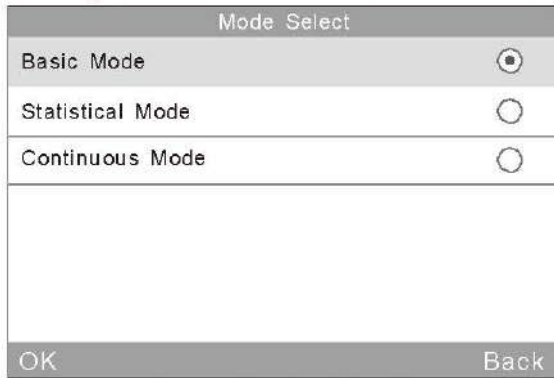 Mode Select
Basic Mode
Statistical Mode
Continuous Mode
OK Back